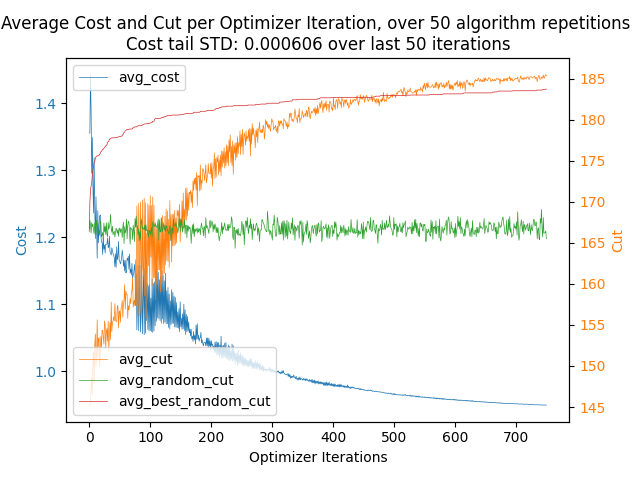 Average Cost and Cut per Optimizer Iteration, over 50 algorithm repetitions
Cost tail STD: 0.000606 over last 50 iterations
avg_cost
1.4
1.3
1.2
1.1
1.0
Cost
185
180
175
170
165
160
155
150
145
Cut
avg_cut
avg_random_cut
avg_best_random_cut
0 100 200 300 400 500 600 700
Optimizer Iterations